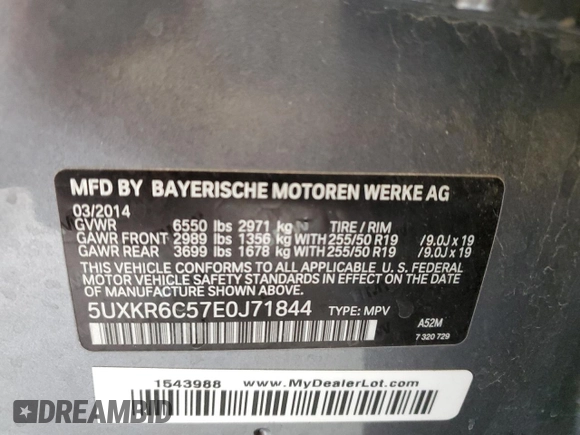 MFD BY BAYERISCHE MOTOREN WERKE AG
03/2014
GVWR 6550 lbs 2971 kg TIRE / RIM
GAWR FRONT 2989 lbs 1356 kg WITH 255/50 R19 /9.0J x 19
GAWR REAR 3699 lbs 1678 kg WITH 255/50 R19 /9.0J x 19
THIS VEHICLE CONFORMS TO ALL APPLICABLE U. S. FEDERAL
MOTOR VEHICLE SAFETY STANDARDS IN EFFECT ON THE
DATE OF MANUFACTURE SHOWN ABOVE.
5UXKR6C57E0J71844 TYPE: MPV A52M
7 320 729
1543988 www.MyDealerLot.com
DREAMBID